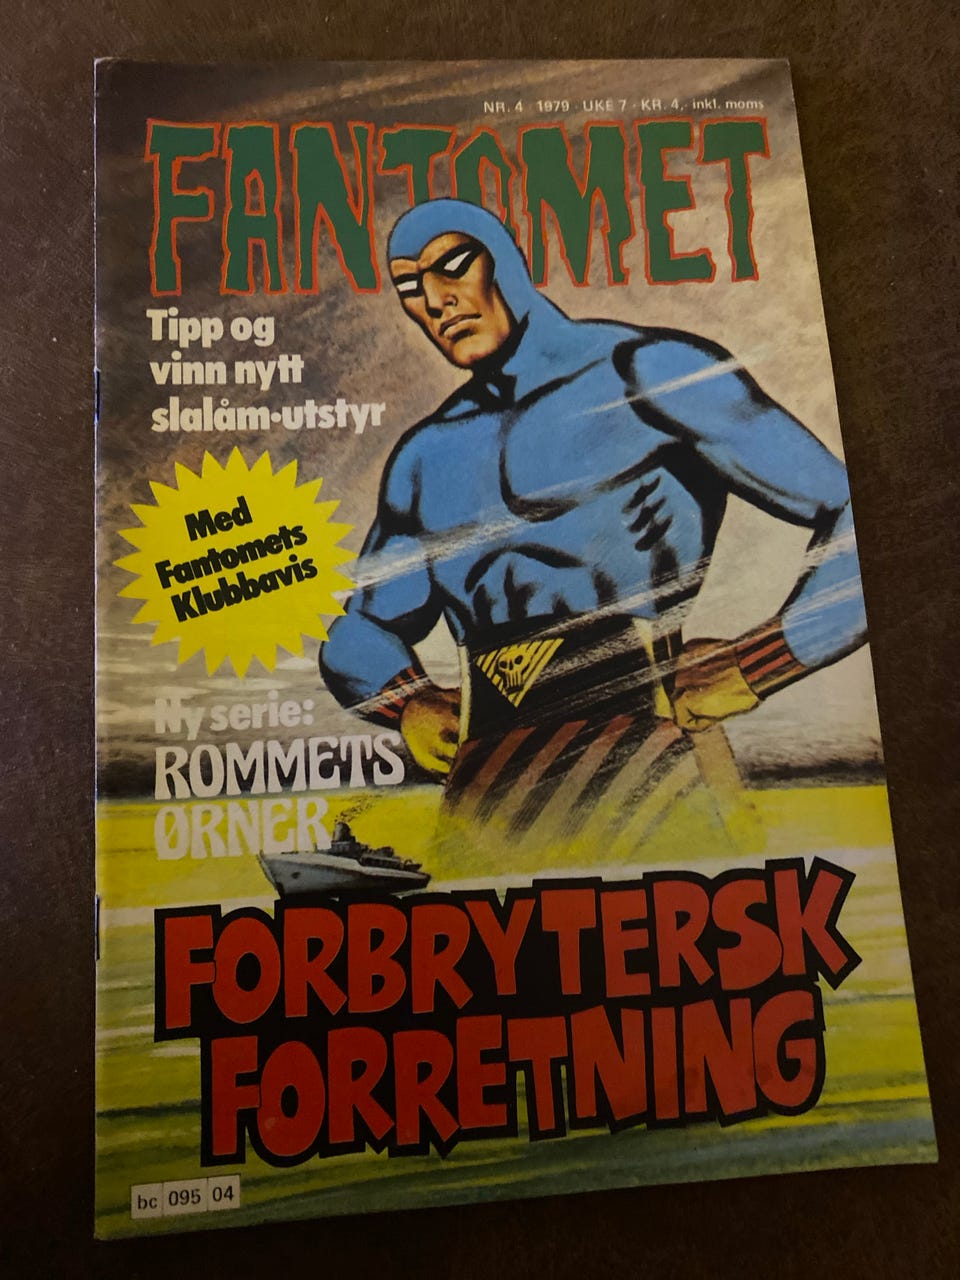 NR. 4 · 1979 · UKE 7 · KR. 4,- inkl. moms
FANTOMET
Tipp og
vinn nytt
slalåm-utstyr
Med
Fantomets
Klubbavis
Ny serie:
ROMMETS
ØRNER
FORBRYTERSK
FORRETNING
bc 095 04